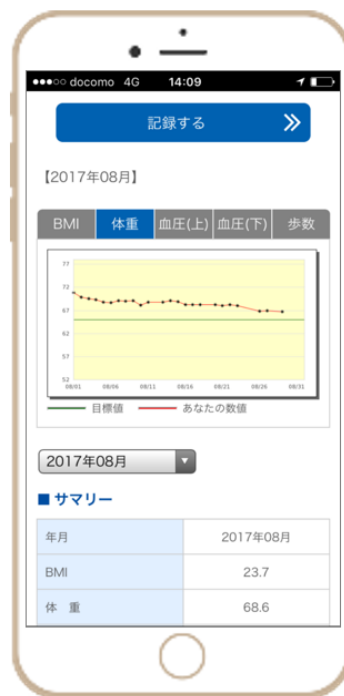 docomo 4G 14:09
記録する
【2017年08月】
BMI 体重 血圧(上) 血圧(下) 歩数
77
72
67
62
57
52
08/01 08/06 08/11 08/16 08/21 08/26 08/31
目標値 あなたの数値
2017年08月
■ サマリー
年月 2017年08月
BMI 23.7
体 重 68.6